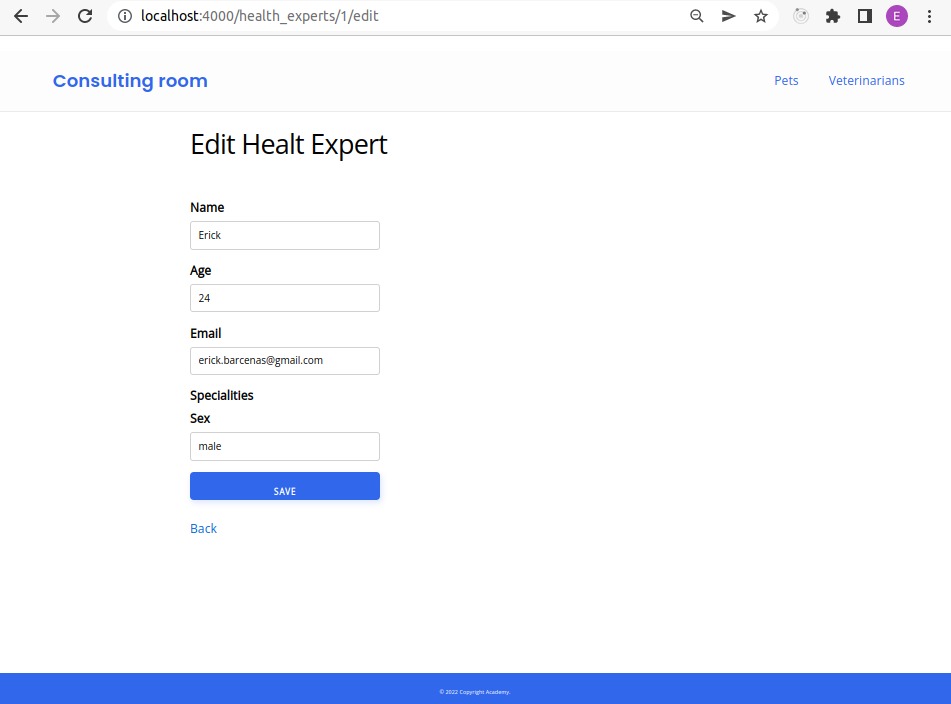 localhost:4000/health_experts/1/edit
E
Consulting room
Pets
Veterinarians
Edit Healt Expert
Name
Erick
Age
24
Email
erick.barcenas@gmail.com
Specialities
Sex
male
SAVE
Back
© 2022 Copyright Academy.